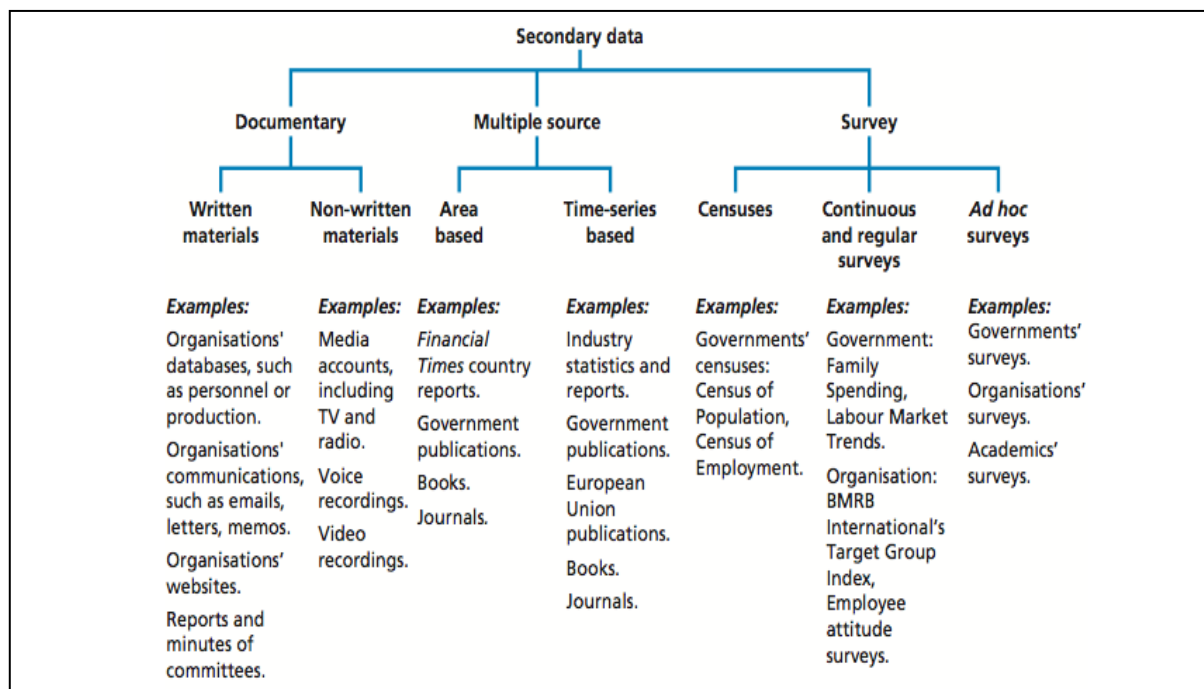 Secondary data
Documentary
Multiple source
Survey
Written
materials
Non-written
materials
Area
based
Time-series
based
Censuses
Continuous
and regular
surveys
Ad hoc
surveys
Examples:
Organisations'
databases, such
as personnel or
production.
Organisations'
communications,
such as emails,
letters, memos.
Organisations'
websites.
Reports and
minutes of
committees.
Examples:
Media
accounts,
including
TV and
radio.
Voice
recordings.
Video
recordings.
Examples:
Financial
Times country
reports.
Government
publications.
Books.
Journals.
Examples:
Industry
statistics and
reports.
Government
publications.
European
Union
publications.
Books.
Journals.
Examples:
Governments'
censuses:
Census of
Population,
Census of
Employment.
Examples:
Government:
Family
Spending,
Labour Market
Trends.
Organisation:
BMRB
International's
Target Group
Index,
Employee
attitude
surveys.
Examples:
Governments'
surveys.
Organisations'
surveys.
Academics'
surveys.